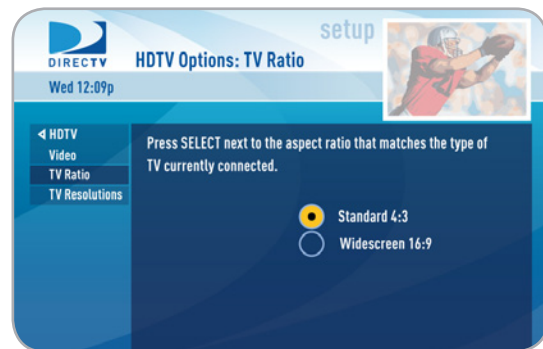 setup
DIRECTV
HDTV Options: TV Ratio
Wed 12:09p
HDTV
Video
TV Ratio
TV Resolutions
Press SELECT next to the aspect ratio that matches the type of
TV currently connected.
Standard 4:3
Widescreen 16:9